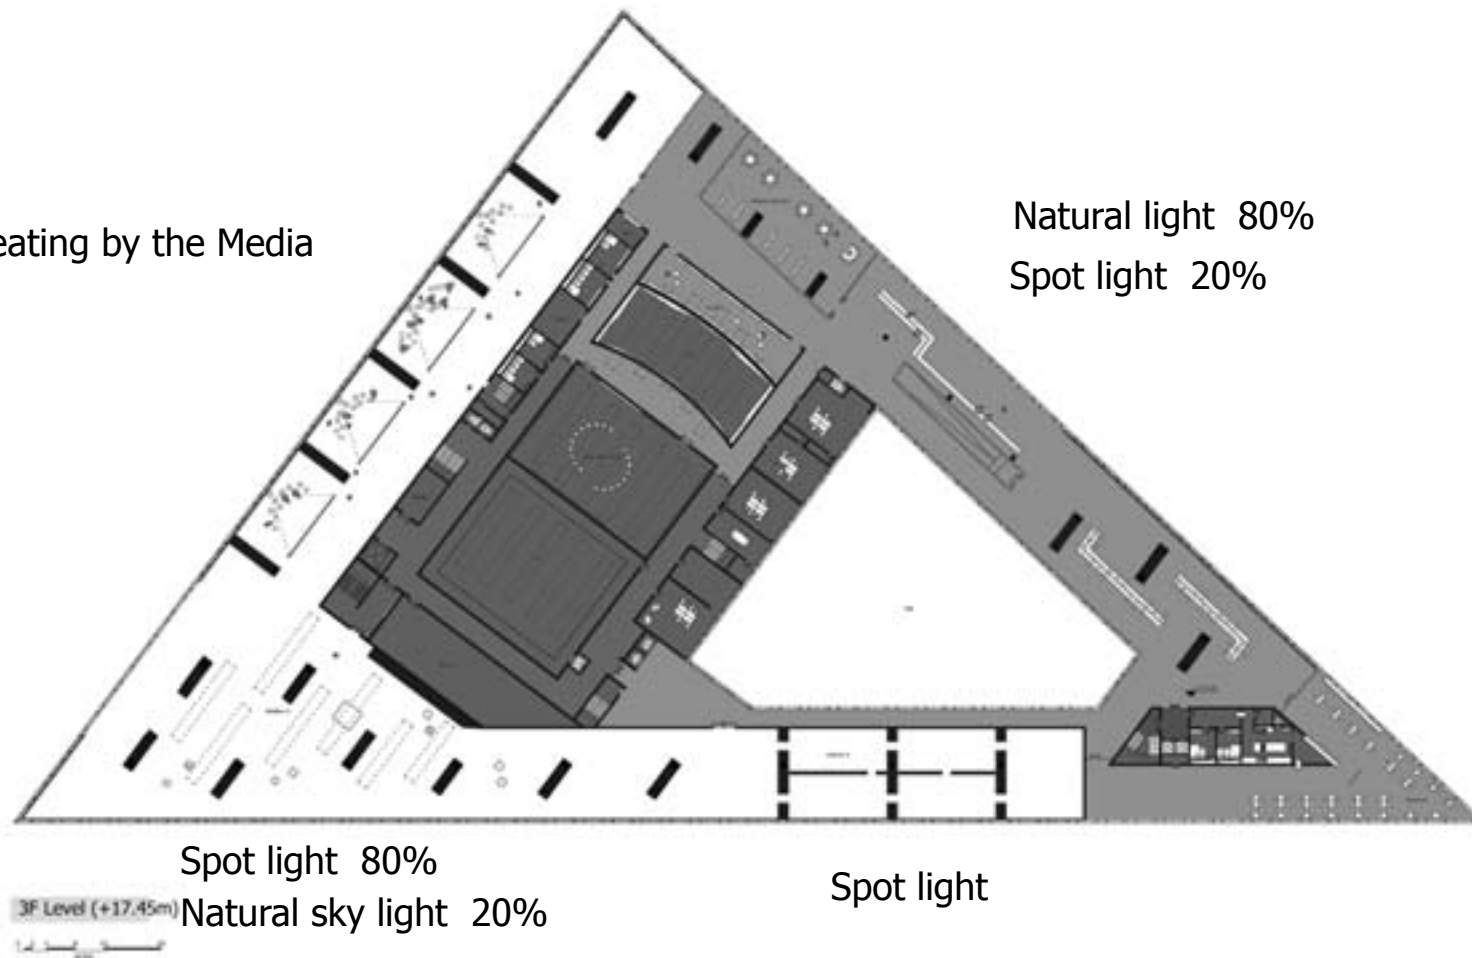 Natural light 80%
eating by the Media
Spot light 20%
Spot light 80%
Spot light
3F Level (+17.45m)
Natural sky light 20%